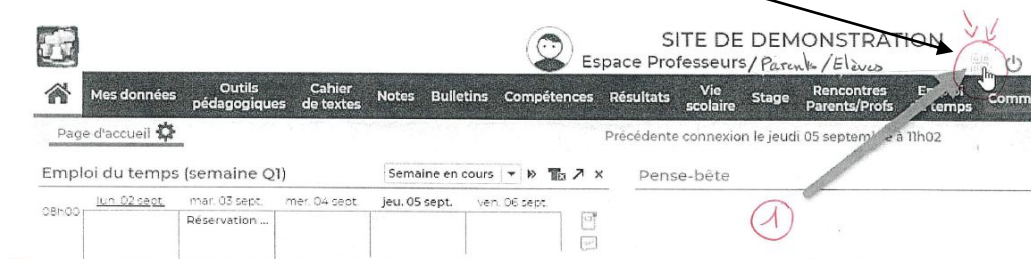 SITE DE DEMONSTRATION
Espace Professeurs / Parents / Elèves
Mes données
Outils pédagogiques
Cahier de textes
Notes
Bulletins
Compétences
Résultats
Vie scolaire
Stage
Rencontres Parents/Profs
Comm
Page d'accueil
Précédente connexion le jeudi 05 septembre à 11h02
Emploi du temps (semaine Q1)
Semaine en cours
Pense-bête
lun. 02 sept.
mar. 03 sept.
mer. 04 sept.
jeu. 05 sept.
ven. 06 sept.
08h00
Réservation ...
1